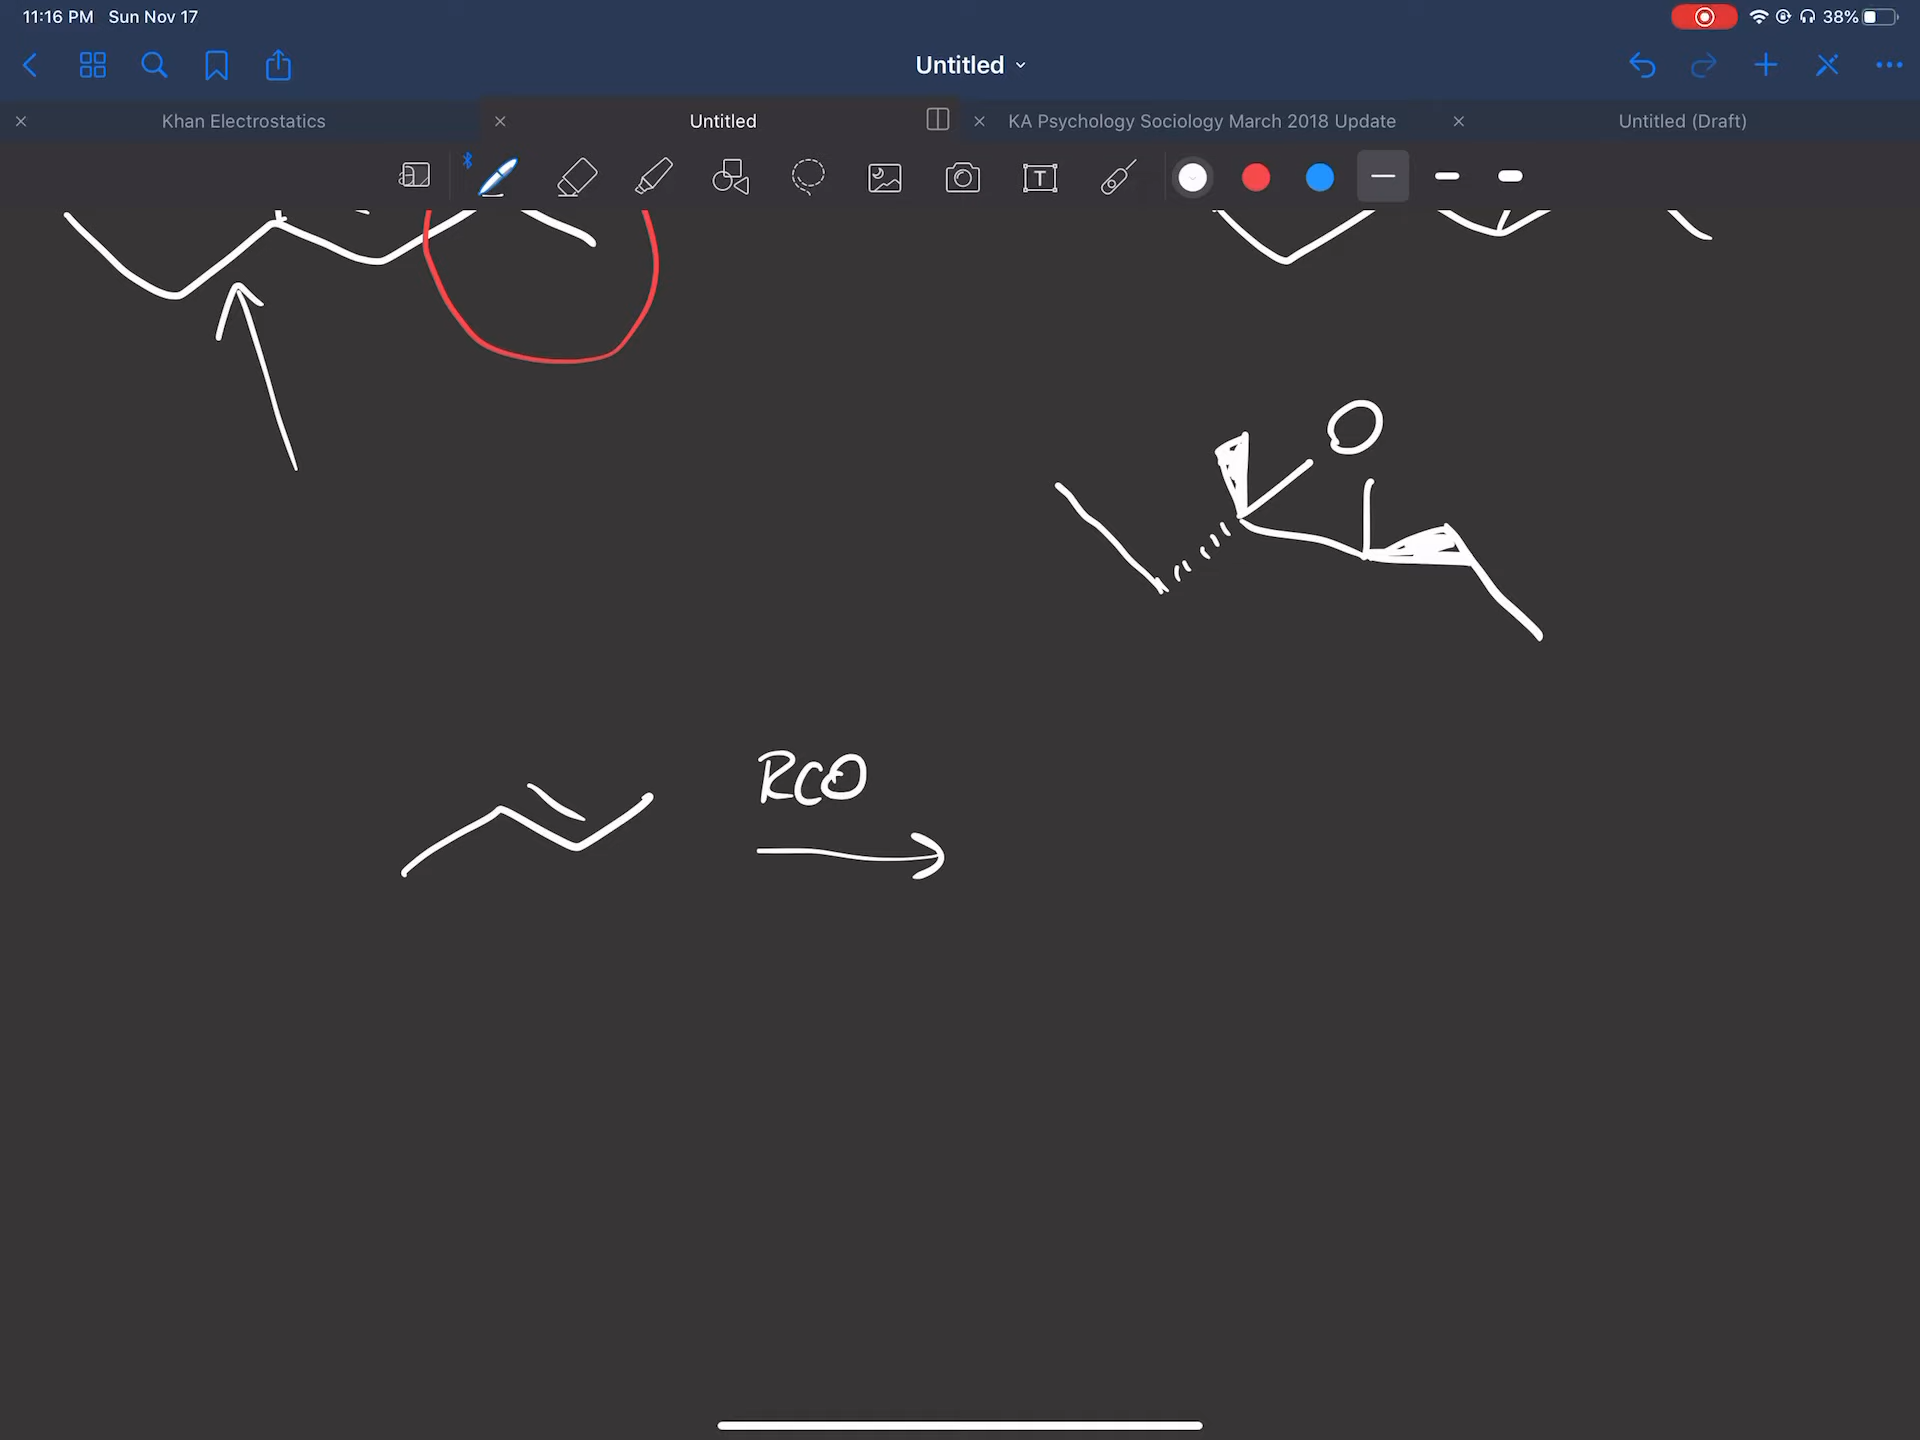 11:16 PM Sun Nov 17
38%
Untitled
Khan Electrostatics
Untitled
KA Psychology Sociology March 2018 Update
Untitled (Draft)
T
O
RCO